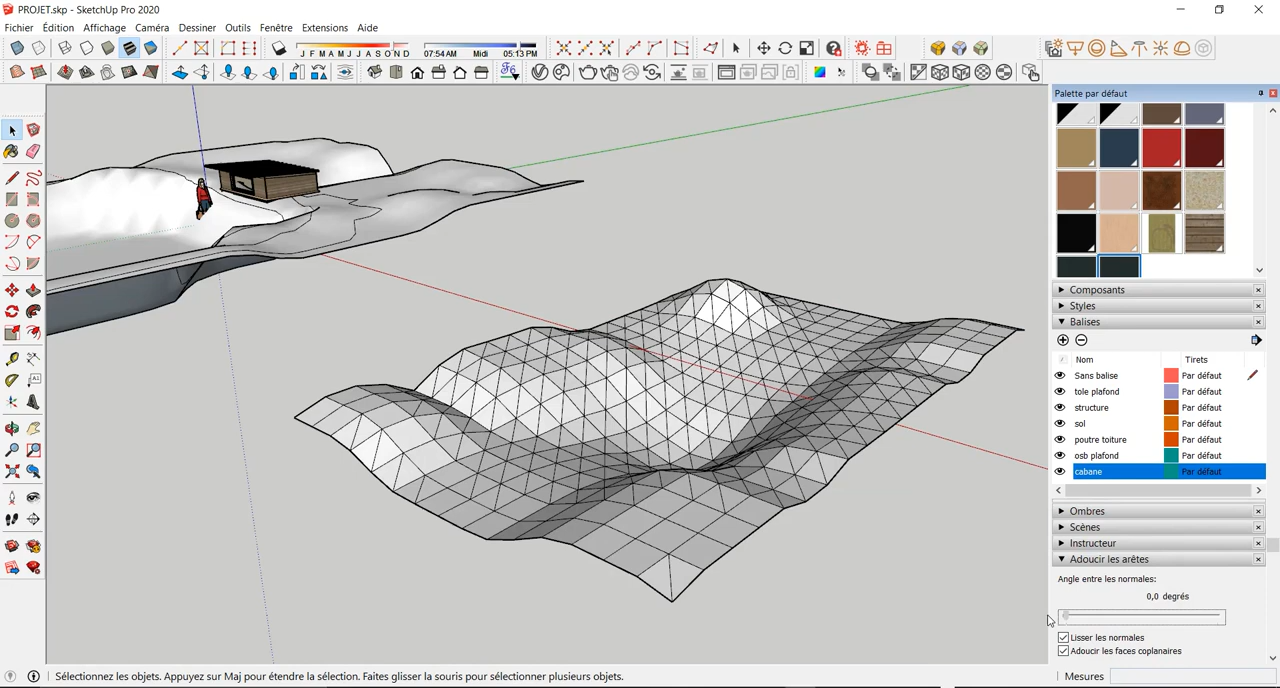 PROJET.skp - SketchUp Pro 2020
Fichier Édition Affichage Caméra Dessiner Outils Fenêtre Extensions Aide
J F M A M J J A S O N D 07:54 AM Midi 05:13 PM
Palette par défaut
Composants
Styles
Balises
Nom Tirets
Sans balise Par défaut
tole plafond Par défaut
structure Par défaut
sol Par défaut
poutre toiture Par défaut
osb plafond Par défaut
cabane Par défaut
Ombres
Scènes
Instructeur
Adoucir les arêtes
Angle entre les normales:
0,0 degrés
Lisser les normales
Adoucir les faces coplanaires
Sélectionnez les objets. Appuyez sur Maj pour étendre la sélection. Faites glisser la souris pour sélectionner plusieurs objets.
Mesures